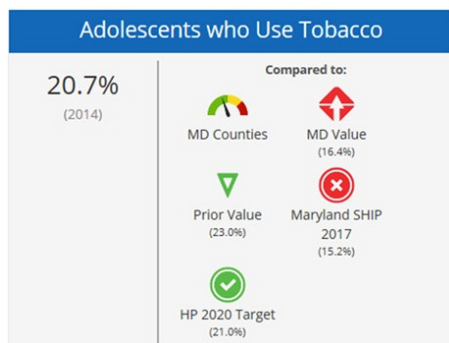 Adolescents who Use Tobacco
20.7%
(2014)
Compared to:
MD Counties
MD Value
(16.4%)
Prior Value
(23.0%)
Maryland SHIP
2017
(15.2%)
HP 2020 Target
(21.0%)